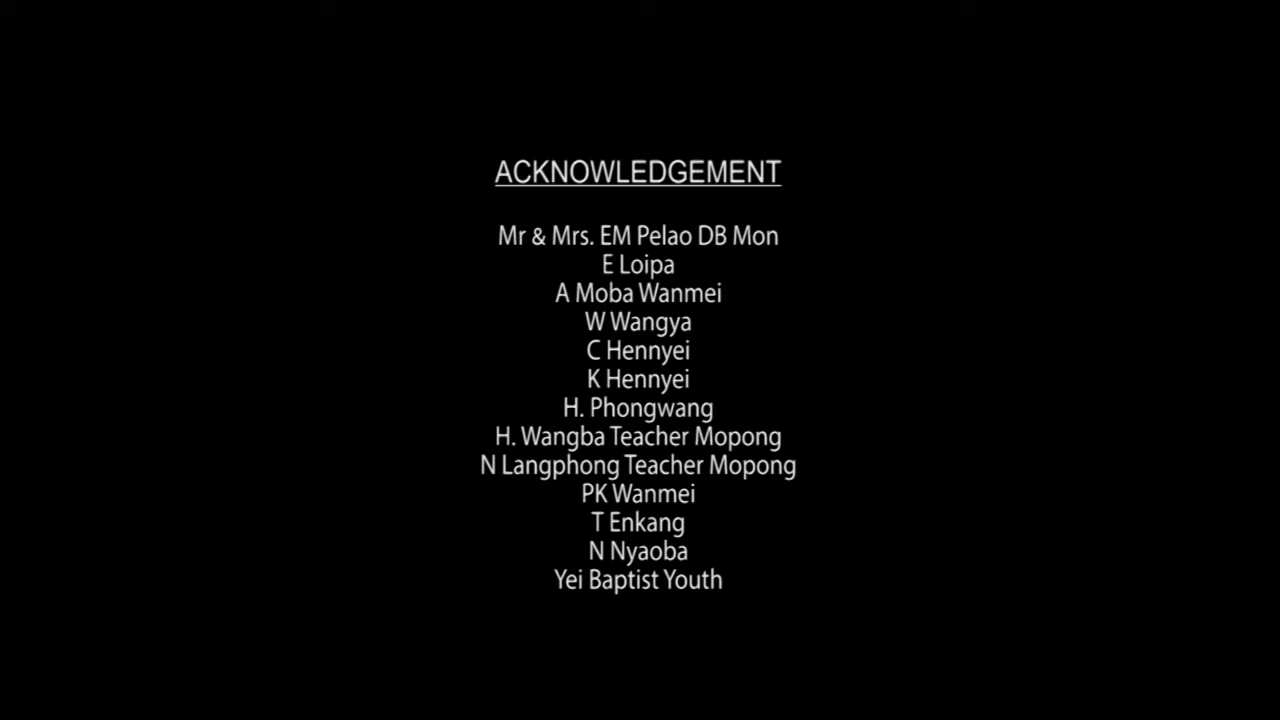 ACKNOWLEDGEMENT
Mr & Mrs. EM Pelao DB Mon
E Loipa
A Moba Wanmei
W Wangya
C Hennyei
K Hennyei
H. Phongwang
H. Wangba Teacher Mopong
N Langphong Teacher Mopong
PK Wanmei
T Enkang
N Nyaoba
Yei Baptist Youth